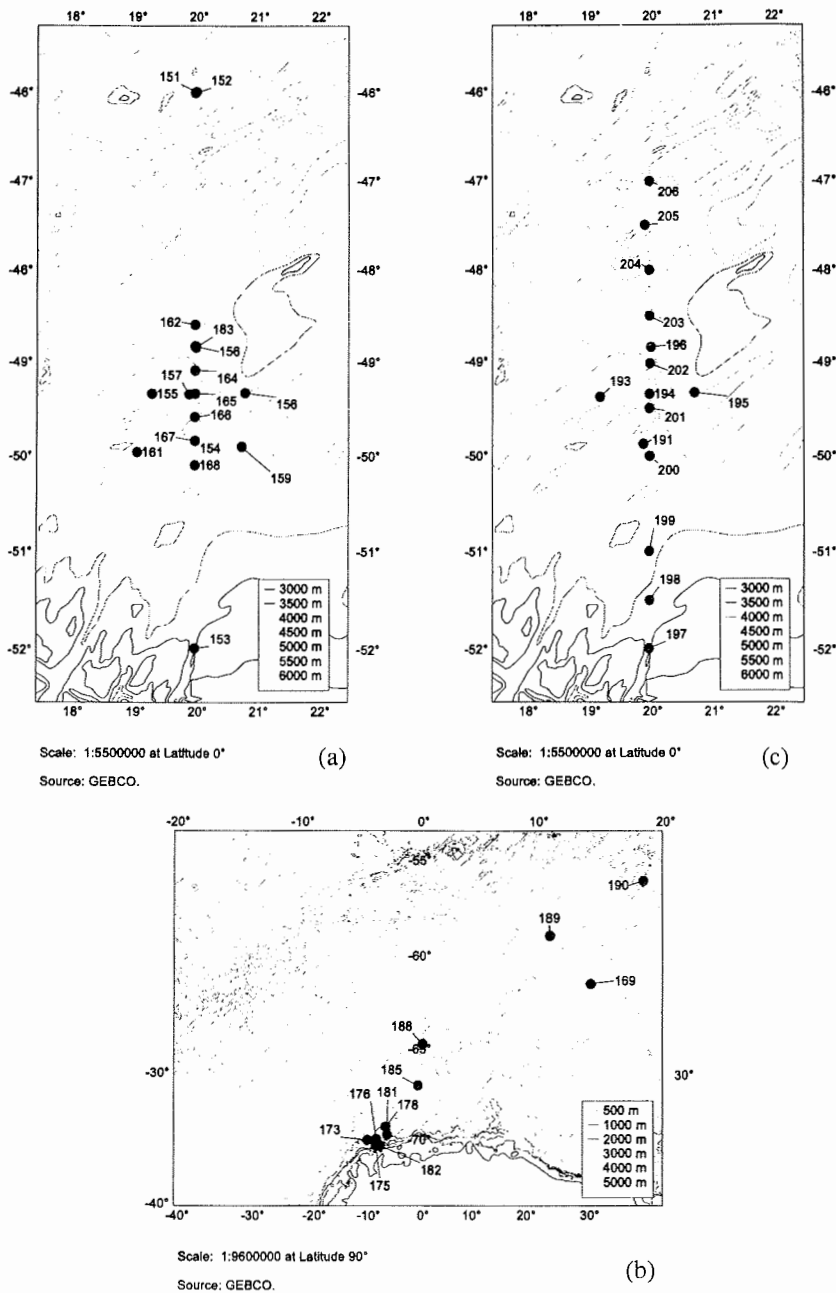 18° 19° 20° 21° 22°
-46° -46°
-47° -47°
-48° -48°
-49° -49°
-50° -50°
-51° -51°
-52° -52°
151 152
162 183
156
164
157
155 165 156
166
167 154
161 168
159
153
3000 m
3500 m
4000 m
4500 m
5000 m
5500 m
6000 m
18° 19° 20° 21° 22°
Scale: 1:5500000 at Latitude 0°
Source: GEBCO.
(a)
18° 19° 20° 21° 22°
-46° -46°
-47° -47°
-48° -48°
-49° -49°
-50° -50°
-51° -51°
-52° -52°
206
205
204
203
196
202
193 194 195
201
191
200
199
198
197
3000 m
3500 m
4000 m
4500 m
5000 m
5500 m
6000 m
18° 19° 20° 21° 22°
Scale: 1:5500000 at Latitude 0°
Source: GEBCO.
(c)
-20° -10° 0° 10° 20°
-55°
190
189
-60°
169
188
-65°
-30° 30°
185
181
176 178
173 -70°
182
175
500 m
1000 m
2000 m
3000 m
4000 m
5000 m
-40°
-40° -30° -20° -10° 0° 10° 20° 30°
Scale: 1:9600000 at Latitude 90°
Source: GEBCO.
(b)